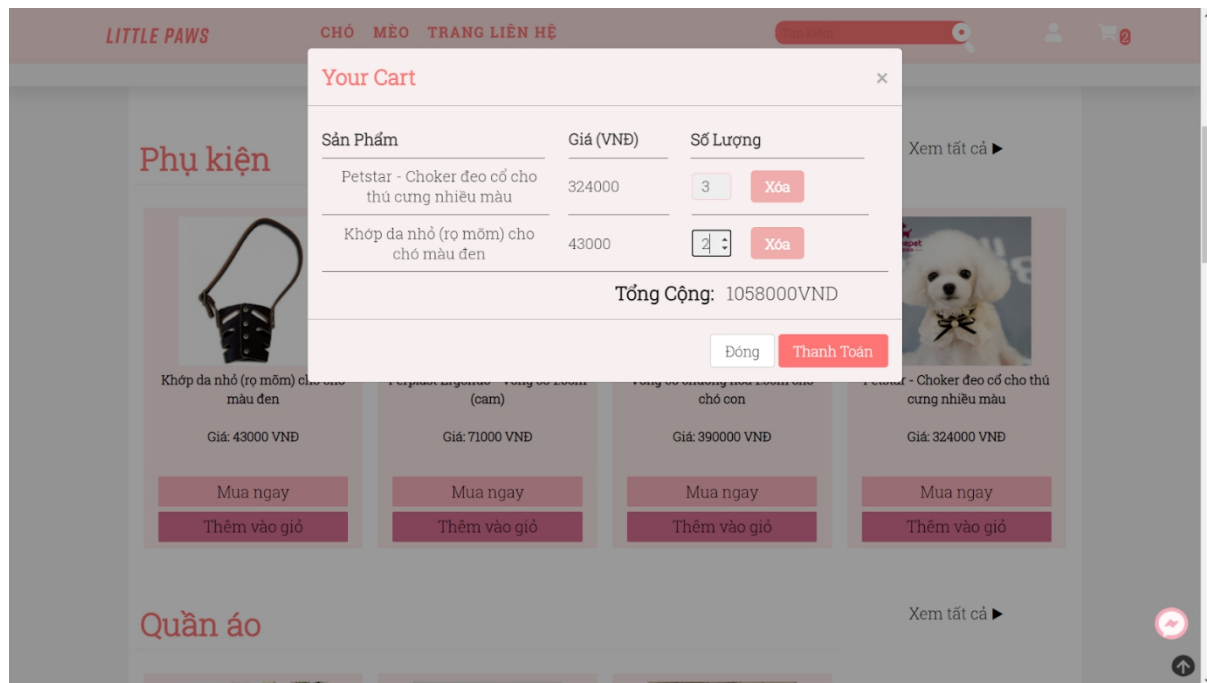 LITTLE PAWS
CHÓ MÈO TRANG LIÊN HỆ
Tìm kiếm
2
Your Cart
×
Sản Phẩm Giá (VNĐ) Số Lượng
Petstar - Choker đeo cổ cho
thú cưng nhiều màu
324000 3 Xóa
Khớp da nhỏ (rọ mõm) cho
chó màu đen
43000 2 Xóa
Tổng Cộng: 1058000VND
Đóng Thanh Toán
Phụ kiện
Xem tất cả ▶
Khớp da nhỏ (rọ mõm) cho chó
màu đen
Giá: 43000 VNĐ
Mua ngay
Thêm vào giỏ
(cam)
Giá: 71000 VNĐ
Mua ngay
Thêm vào giỏ
chó con
Giá: 390000 VNĐ
Mua ngay
Thêm vào giỏ
Petstar - Choker đeo cổ cho thú
cưng nhiều màu
Giá: 324000 VNĐ
Mua ngay
Thêm vào giỏ
Quần áo
Xem tất cả ▶